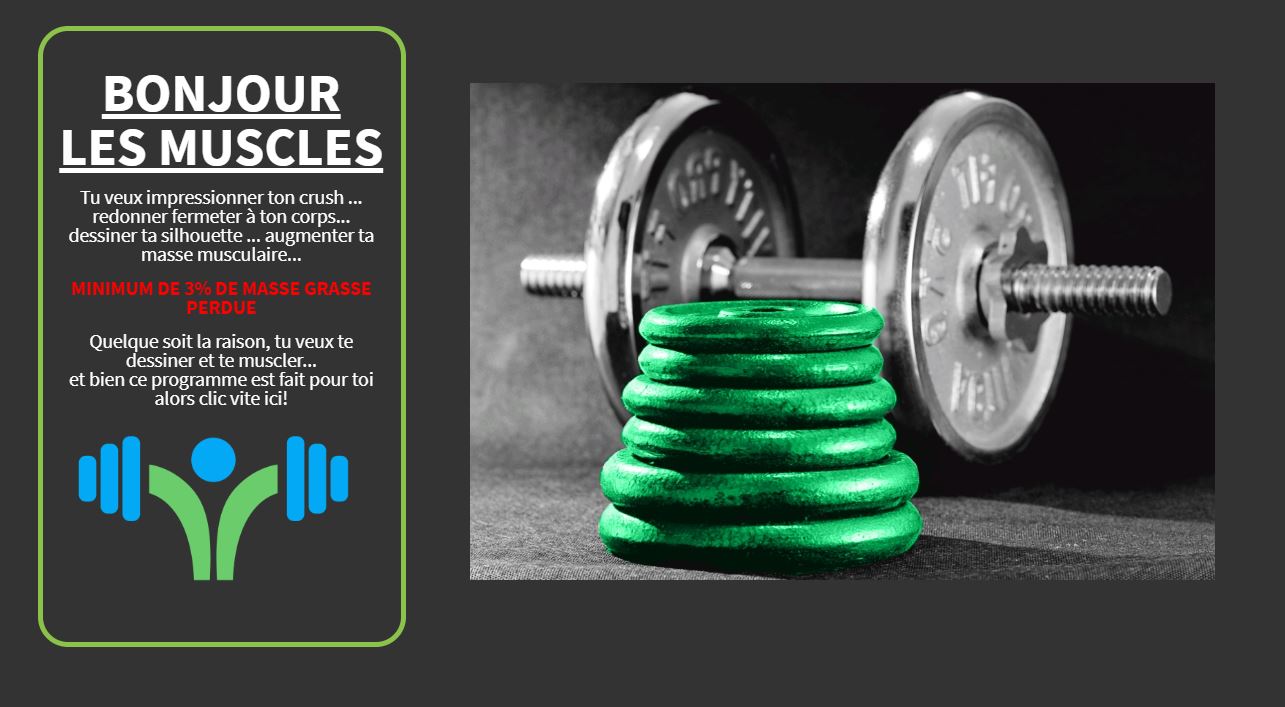 BONJOUR
LES MUSCLES
Tu veux impressionner ton crush ...
redonner fermeter à ton corps...
dessiner ta silhouette ... augmenter ta
masse musculaire...
MINIMUM DE 3% DE MASSE GRASSE
PERDUE
Quelque soit la raison, tu veux te
dessiner et te muscler...
et bien ce programme est fait pour toi
alors clic vite ici!